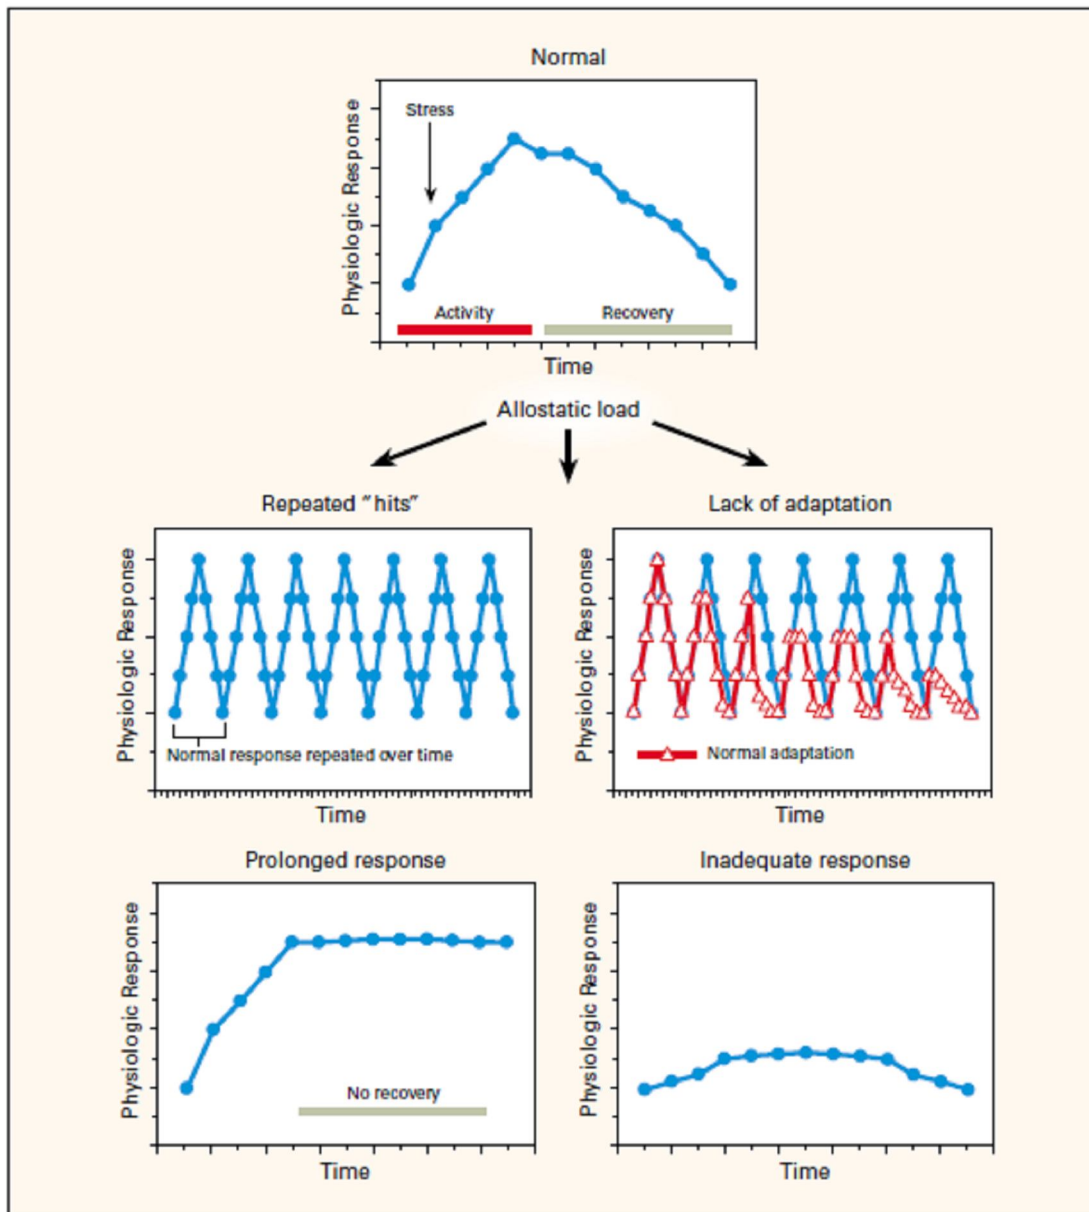 Normal
Physiologic Response
Stress
Activity
Recovery
Time
Allostatic load
Repeated "hits"
Physiologic Response
Normal response repeated over time
Time
Lack of adaptation
Physiologic Response
Normal adaptation
Time
Prolonged response
Physiologic Response
No recovery
Time
Inadequate response
Physiologic Response
Time